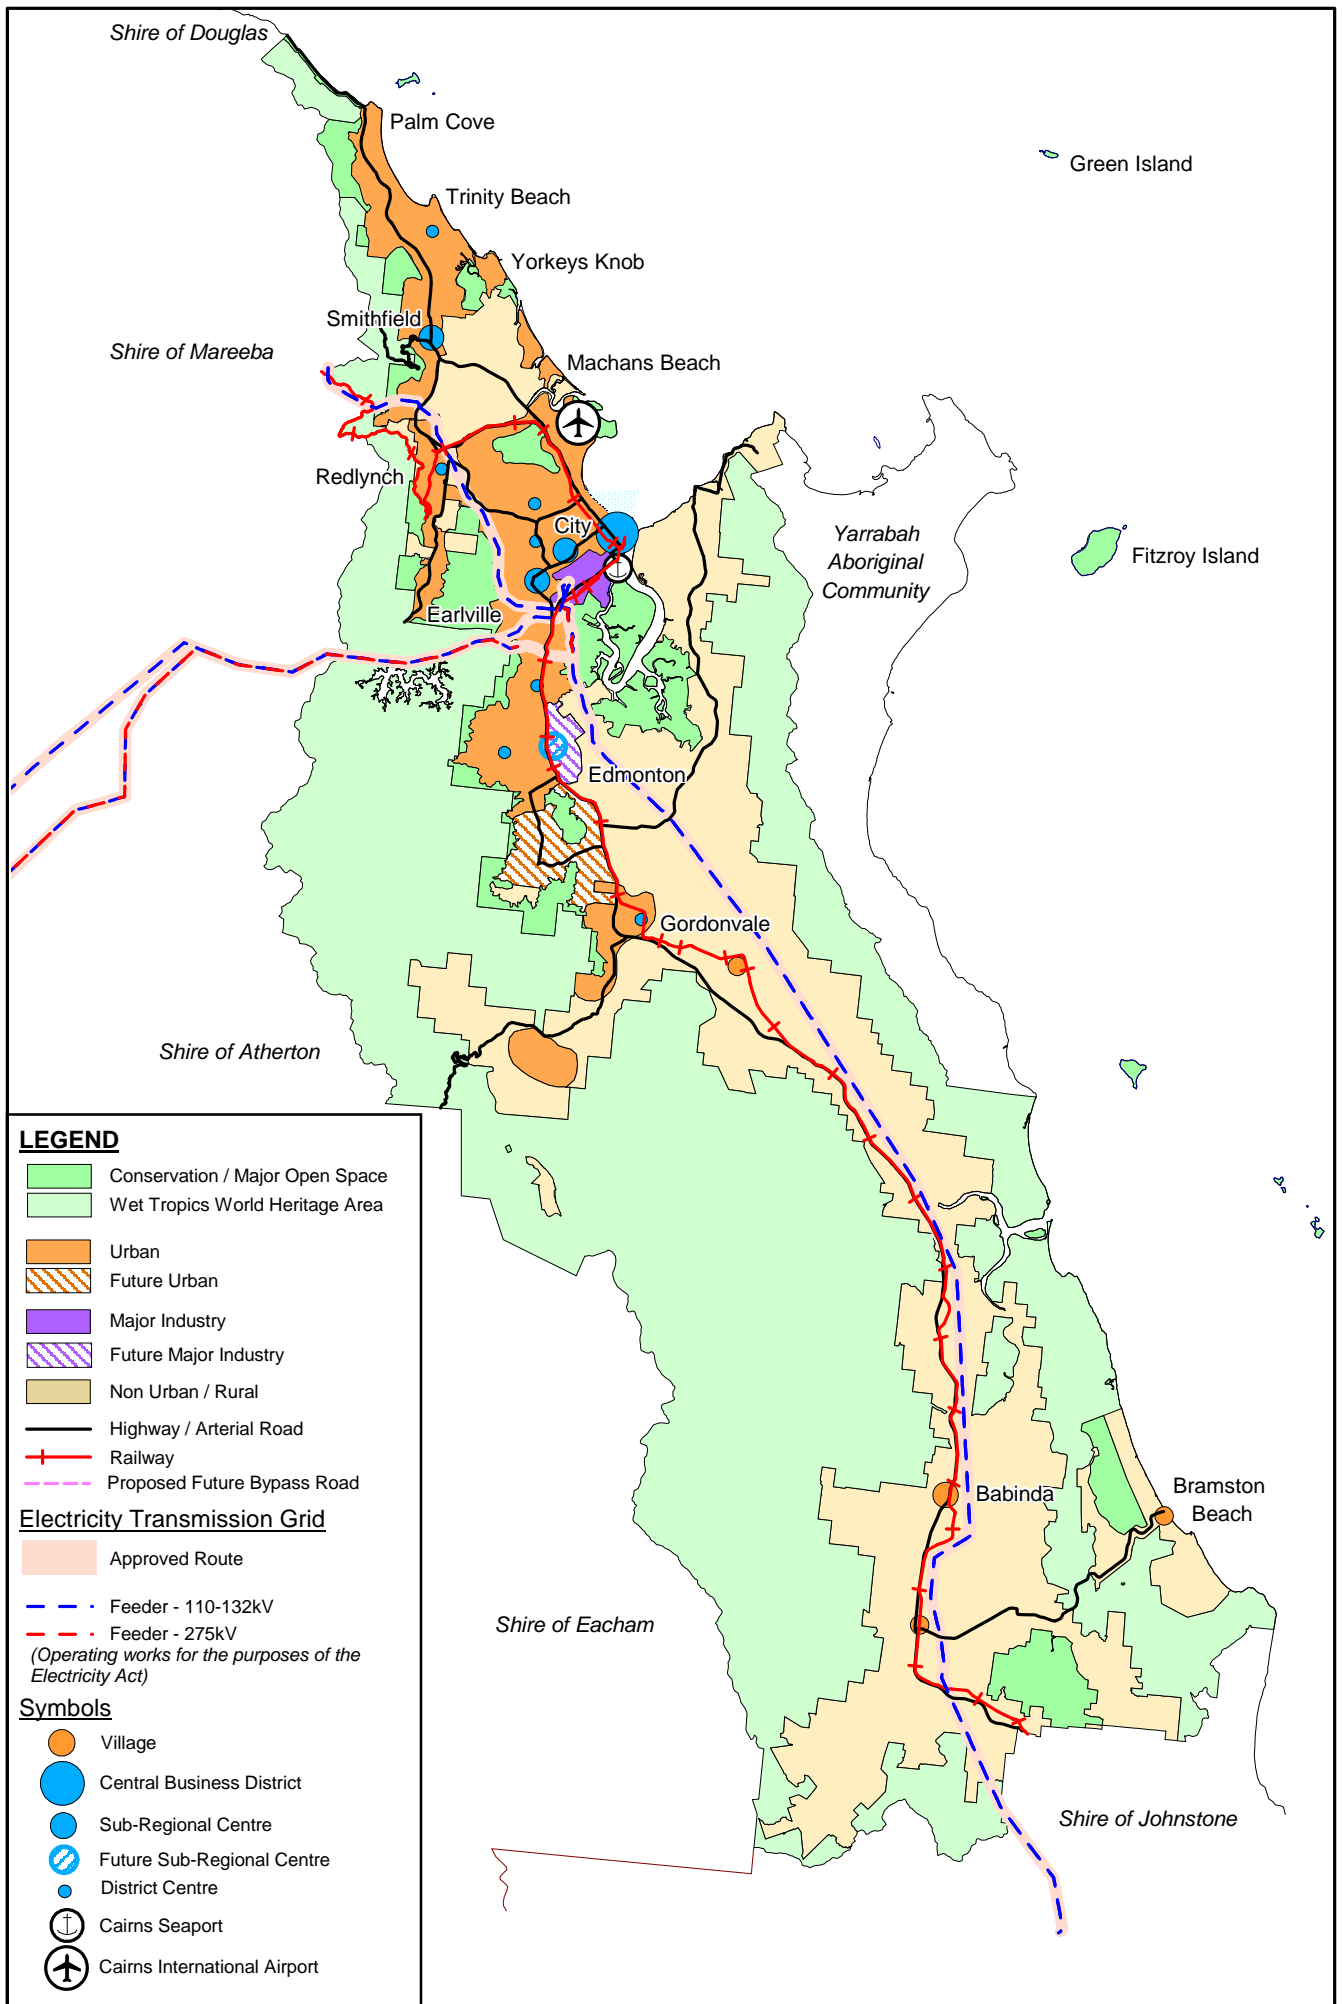 Shire of Douglas
Palm Cove
Green Island
Trinity Beach
Yorkeys Knob
Smithfield
Shire of Mareeba
Machans Beach
Redlynch
City
Yarrabah
Aboriginal
Community
Fitzroy Island
Earlville
Edmonton
Gordonvale
Shire of Atherton
Babinda
Bramston
Beach
Shire of Eacham
Shire of Johnstone
LEGEND
Conservation / Major Open Space
Wet Tropics World Heritage Area
Urban
Future Urban
Major Industry
Future Major Industry
Non Urban / Rural
Highway / Arterial Road
Railway
Proposed Future Bypass Road
Electricity Transmission Grid
Approved Route
Feeder - 110-132kV
Feeder - 275kV
(Operating works for the purposes of the
Electricity Act)
Symbols
Village
Central Business District
Sub-Regional Centre
Future Sub-Regional Centre
District Centre
Cairns Seaport
Cairns International Airport